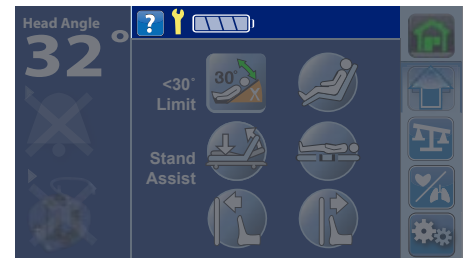 Head Angle
32°
?
<30°
Limit
30°
X
Stand
Assist